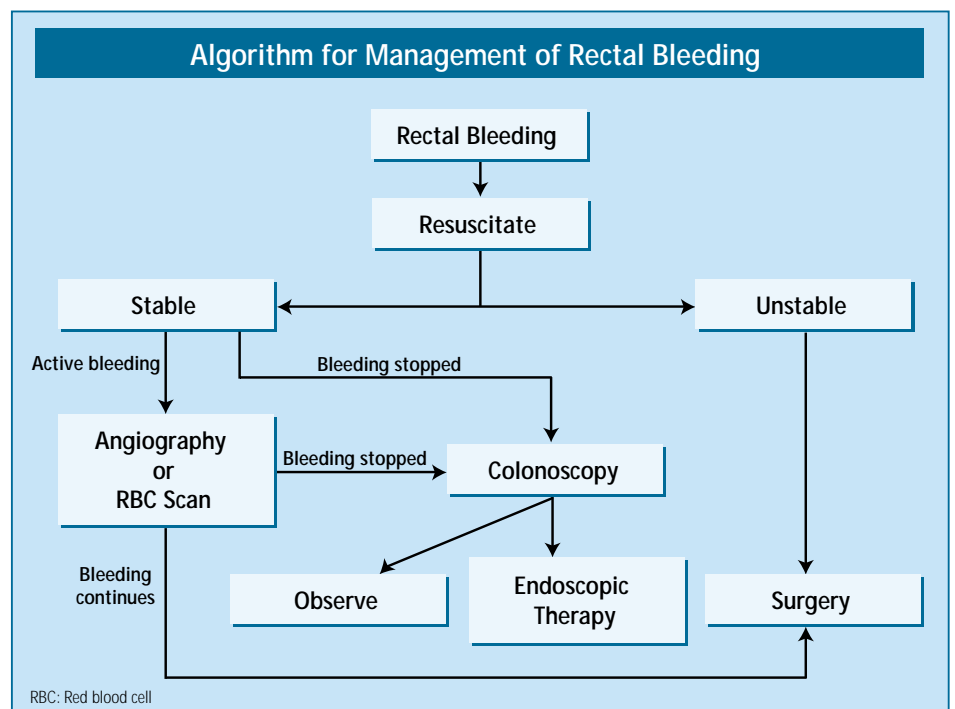 Algorithm for Management of Rectal Bleeding
Rectal Bleeding
Resuscitate
Stable
Unstable
Active bleeding
Bleeding stopped
Angiography
or
RBC Scan
Bleeding stopped
Colonoscopy
Bleeding
continues
Observe
Endoscopic
Therapy
Surgery
RBC: Red blood cell